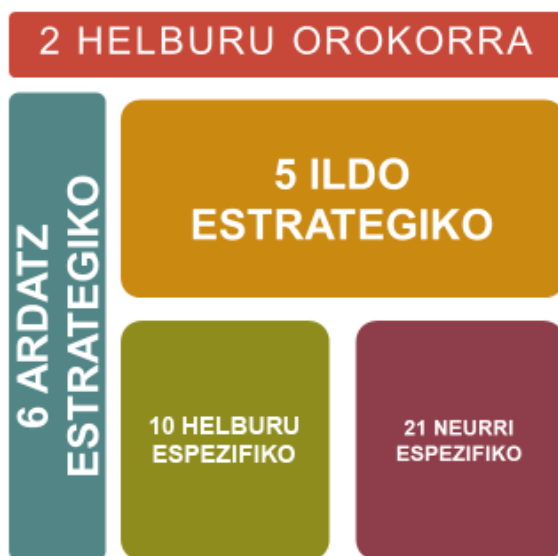 2 HELBURU OROKORRA
6 ARDATZ
ESTRATEGIKO
5 ILDO
ESTRATEGIKO
10 HELBURU
ESPEZIFIKO
21 NEURRI
ESPEZIFIKO